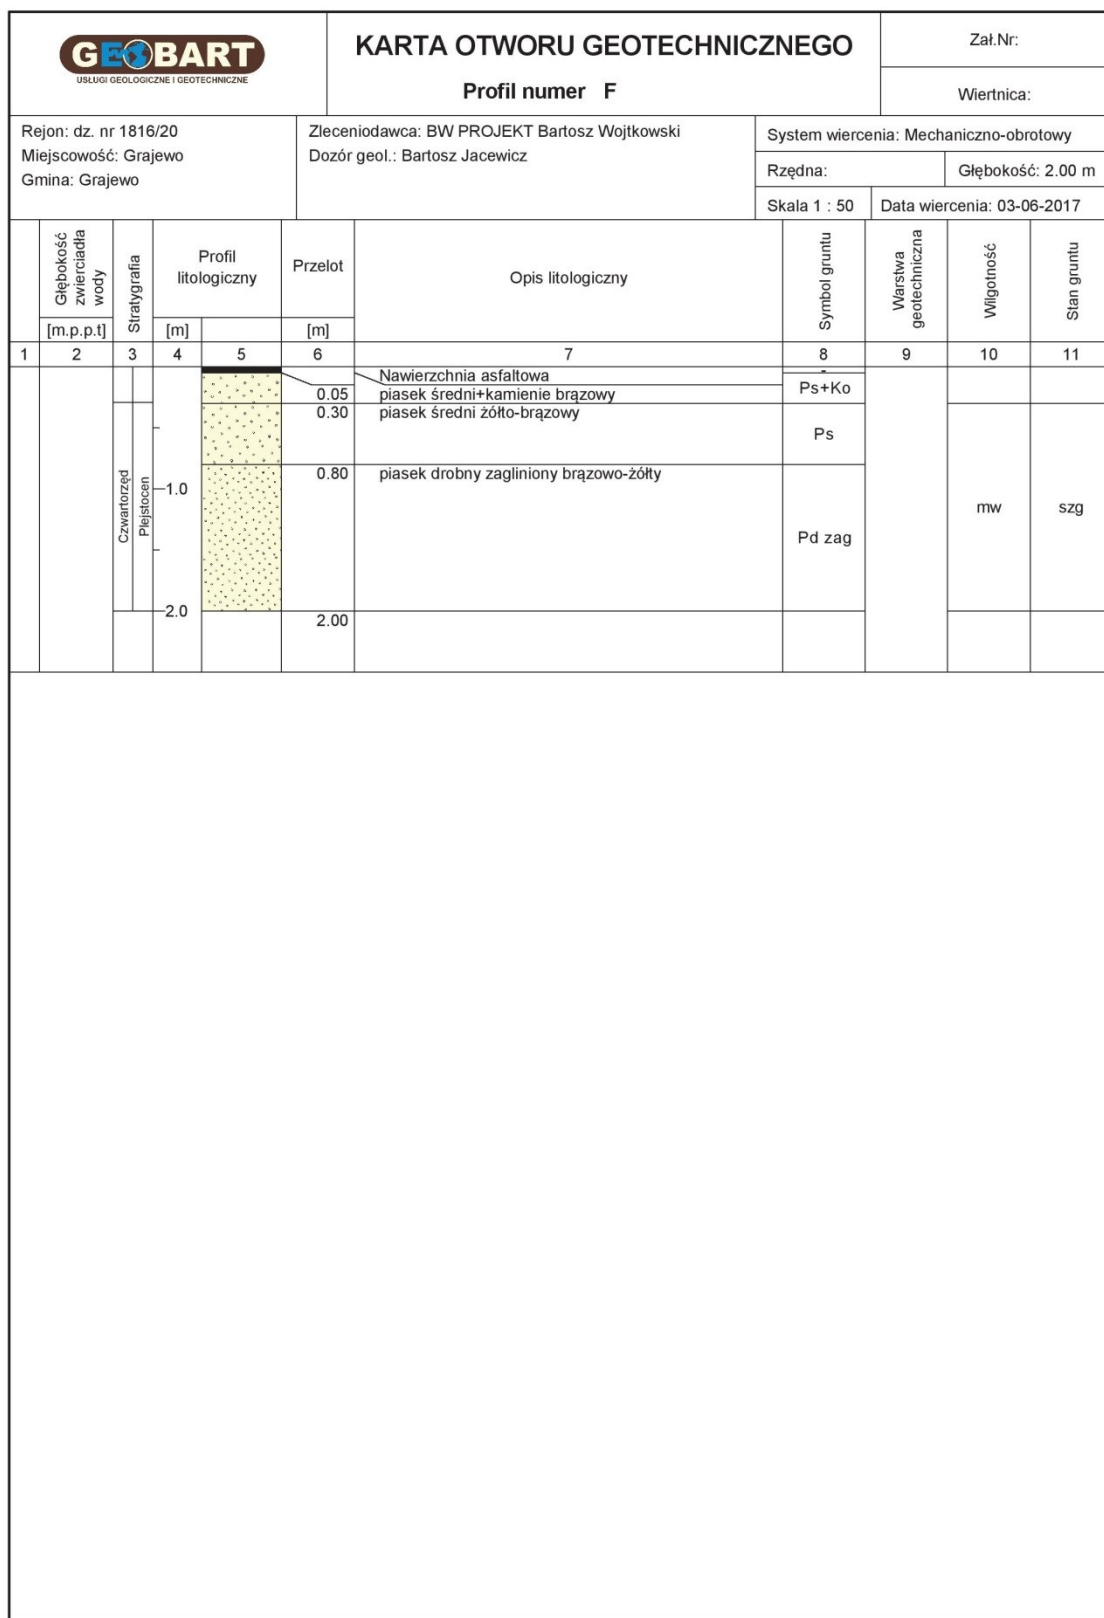 GEOBART
USŁUGI GEOLOGICZNE I GEOTECHNICZNE
KARTA OTWORU GEOTECHNICZNEGO
Profil numer F
Zał.Nr:
Wiertnica:
Rejon: dz. nr 1816/20
Miejscowość: Grajewo
Gmina: Grajewo
Zleceniodawca: BW PROJEKT Bartosz Wojtkowski
Dozór geol.: Bartosz Jacewicz
System wiercenia: Mechaniczno-obrotowy
Rzędna:
Głębokość: 2.00 m
Skala 1 : 50
Data wiercenia: 03-06-2017
Głębokość
zwierciadła
wody
[m.p.p.t]
Stratygrafia
Profil
litologiczny
[m]
Przelot
[m]
Opis litologiczny
Symbol gruntu
Warstwa
geotechniczna
Wilgotność
Stan gruntu
1 2 3 4 5 6 7 8 9 10 11
Nawierzchnia asfaltowa
-
0.05 piasek średni+kamienie brązowy Ps+Ko
0.30 piasek średni żółto-brązowy
Ps
0.80 piasek drobny zagliniony brązowo-żółty
Czwartorzęd
Plejstocen
1.0
mw szg
Pd zag
2.0
2.00